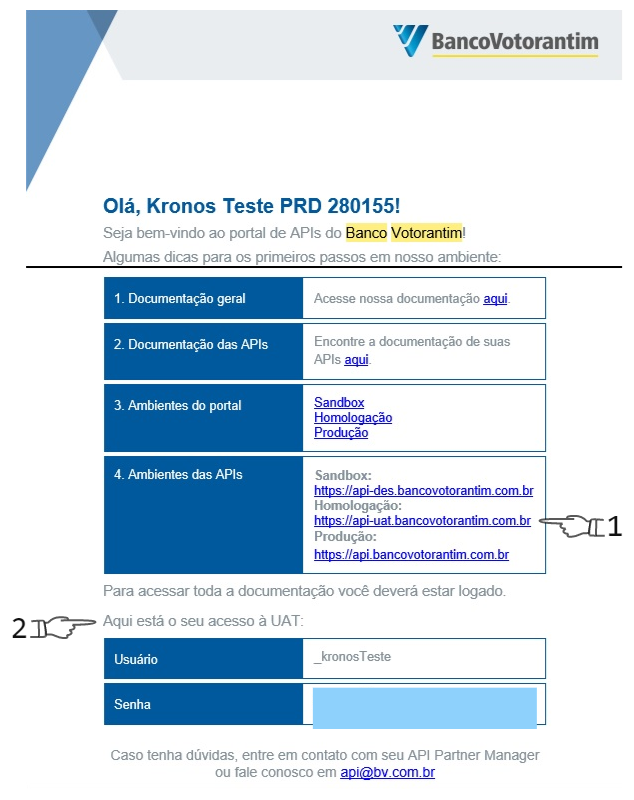 BancoVotorantim
Olá, Kronos Teste PRD 280155!
Seja bem-vindo ao portal de APIs do Banco Votorantim!
Algumas dicas para os primeiros passos em nosso ambiente:
1. Documentação geral
Acesse nossa documentação aqui.
2. Documentação das APIs
Encontre a documentação de suas
APIs aqui.
3. Ambientes do portal
Sandbox
Homologação
Produção
4. Ambientes das APIs
Sandbox:
https://api-des.bancovotorantim.com.br
Homologação:
https://api-uat.bancovotorantim.com.br
1
Produção:
https://api.bancovotorantim.com.br
Para acessar toda a documentação você deverá estar logado.
2
Aqui está o seu acesso à UAT:
Usuário
_kronosTeste
Senha
Caso tenha dúvidas, entre em contato com seu API Partner Manager
ou fale conosco em api@bv.com.br